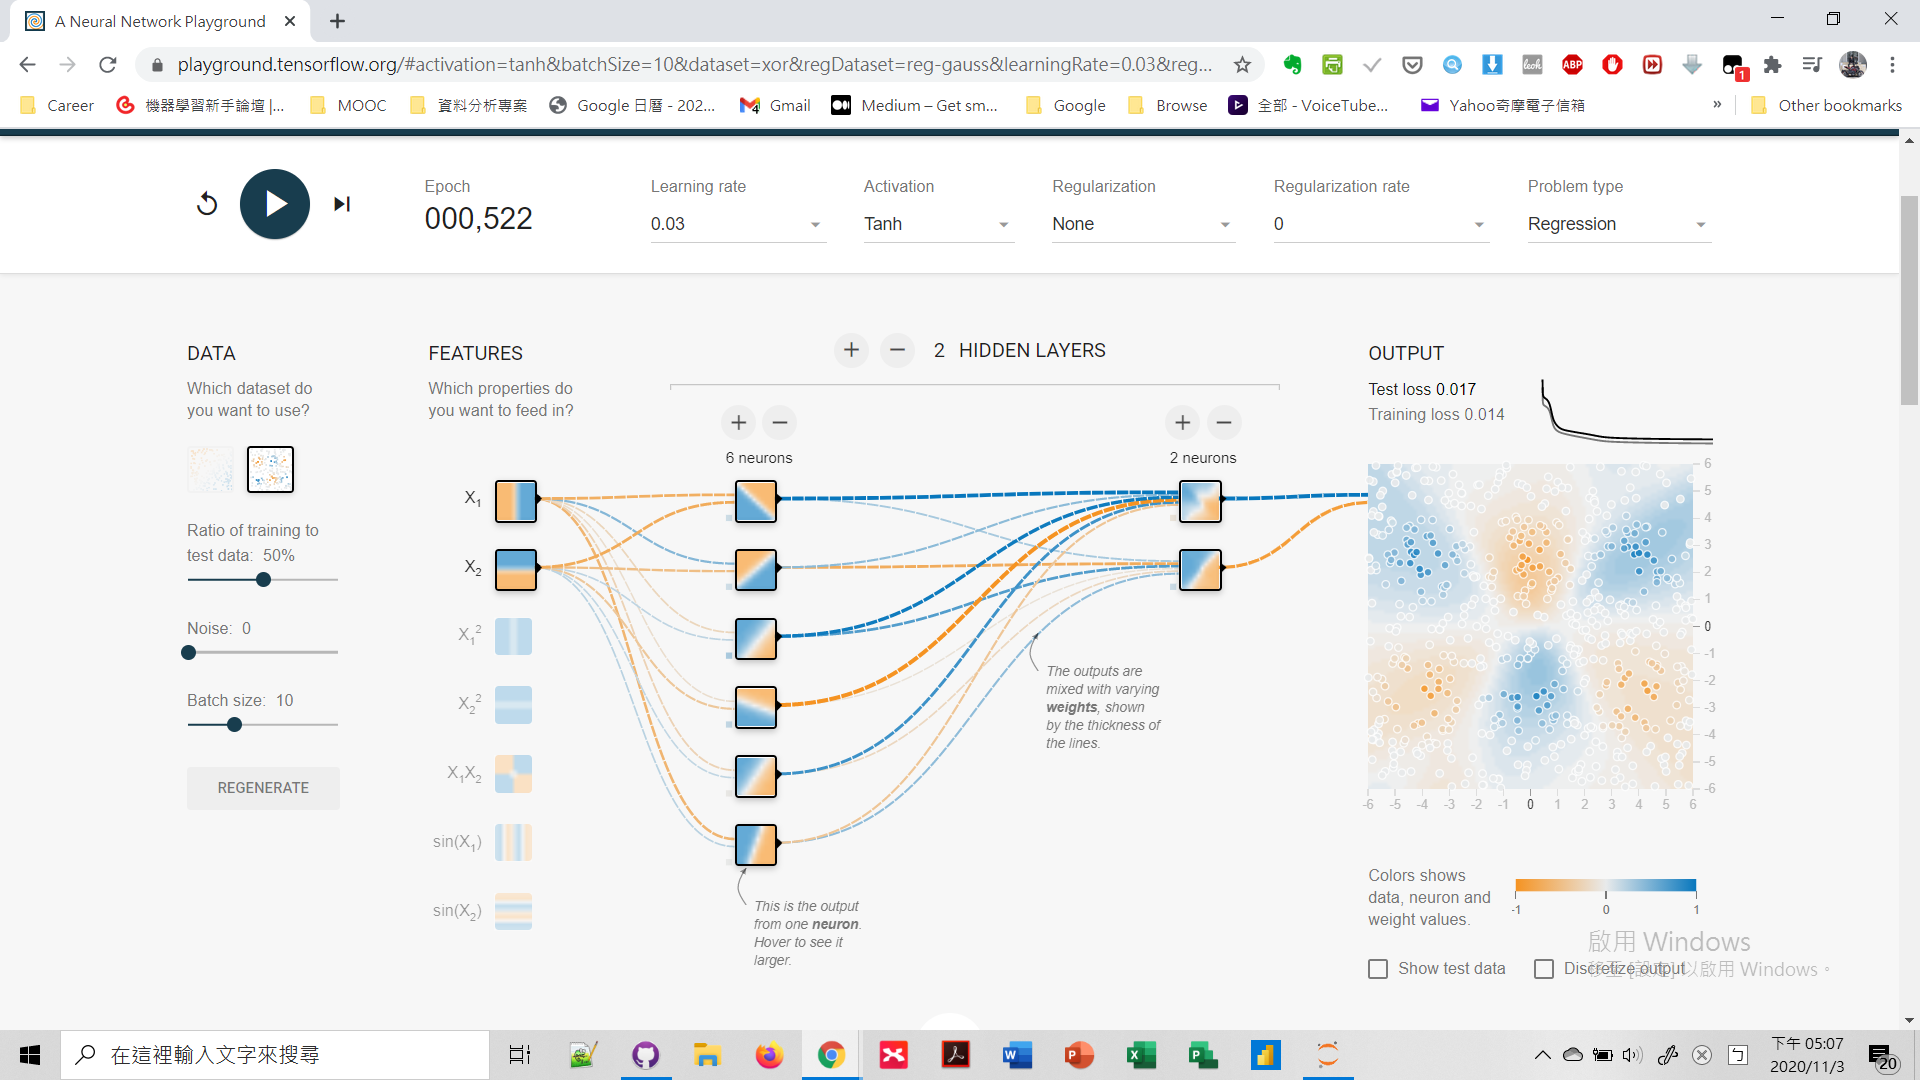 A Neural Network Playground
playground.tensorflow.org/#activation=tanh&batchSize=10&dataset=xor&regDataset=reg-gauss&learningRate=0.03&reg...
leoh
ABP
1
Career
機器學習新手論壇 |...
MOOC
資料分析專案
Google 日曆 - 202...
4
Gmail
Medium – Get sm...
Google
Browse
全部 - VoiceTube...
Yahoo奇摩電子信箱
»
Other bookmarks
Epoch
000,522
Learning rate
0.03
Activation
Tanh
Regularization
None
Regularization rate
0
Problem type
Regression
DATA
Which dataset do
you want to use?
Ratio of training to
test data: 50%
Noise: 0
Batch size: 10
REGENERATE
FEATURES
Which properties do
you want to feed in?
X1
X2
X1²
X2²
X1X2
sin(X1)
sin(X2)
+ − 2 HIDDEN LAYERS
+ −
6 neurons
+ −
2 neurons
The outputs are
mixed with varying
weights, shown
by the thickness of
the lines.
This is the output
from one neuron.
Hover to see it
larger.
OUTPUT
Test loss 0.017
Training loss 0.014
6
5
4
3
2
1
0
-1
-2
-3
-4
-5
-6
-6 -5 -4 -3 -2 -1 0 1 2 3 4 5 6
Colors shows
data, neuron and
weight values.
-1 0 1
Show test data
Discretize output
啟用 Windows
移至 [設定] 以啟用 Windows。
在這裡輸入文字來搜尋
下午 05:07
2020/11/3
20